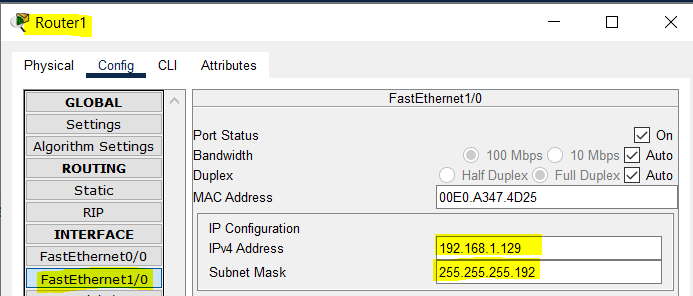 Router1
Physical Config CLI Attributes
GLOBAL
Settings
Algorithm Settings
ROUTING
Static
RIP
INTERFACE
FastEthernet0/0
FastEthernet1/0
FastEthernet1/0
Port Status On
Bandwidth 100 Mbps 10 Mbps Auto
Duplex Half Duplex Full Duplex Auto
MAC Address 00E0.A347.4D25
IP Configuration
IPv4 Address 192.168.1.129
Subnet Mask 255.255.255.192